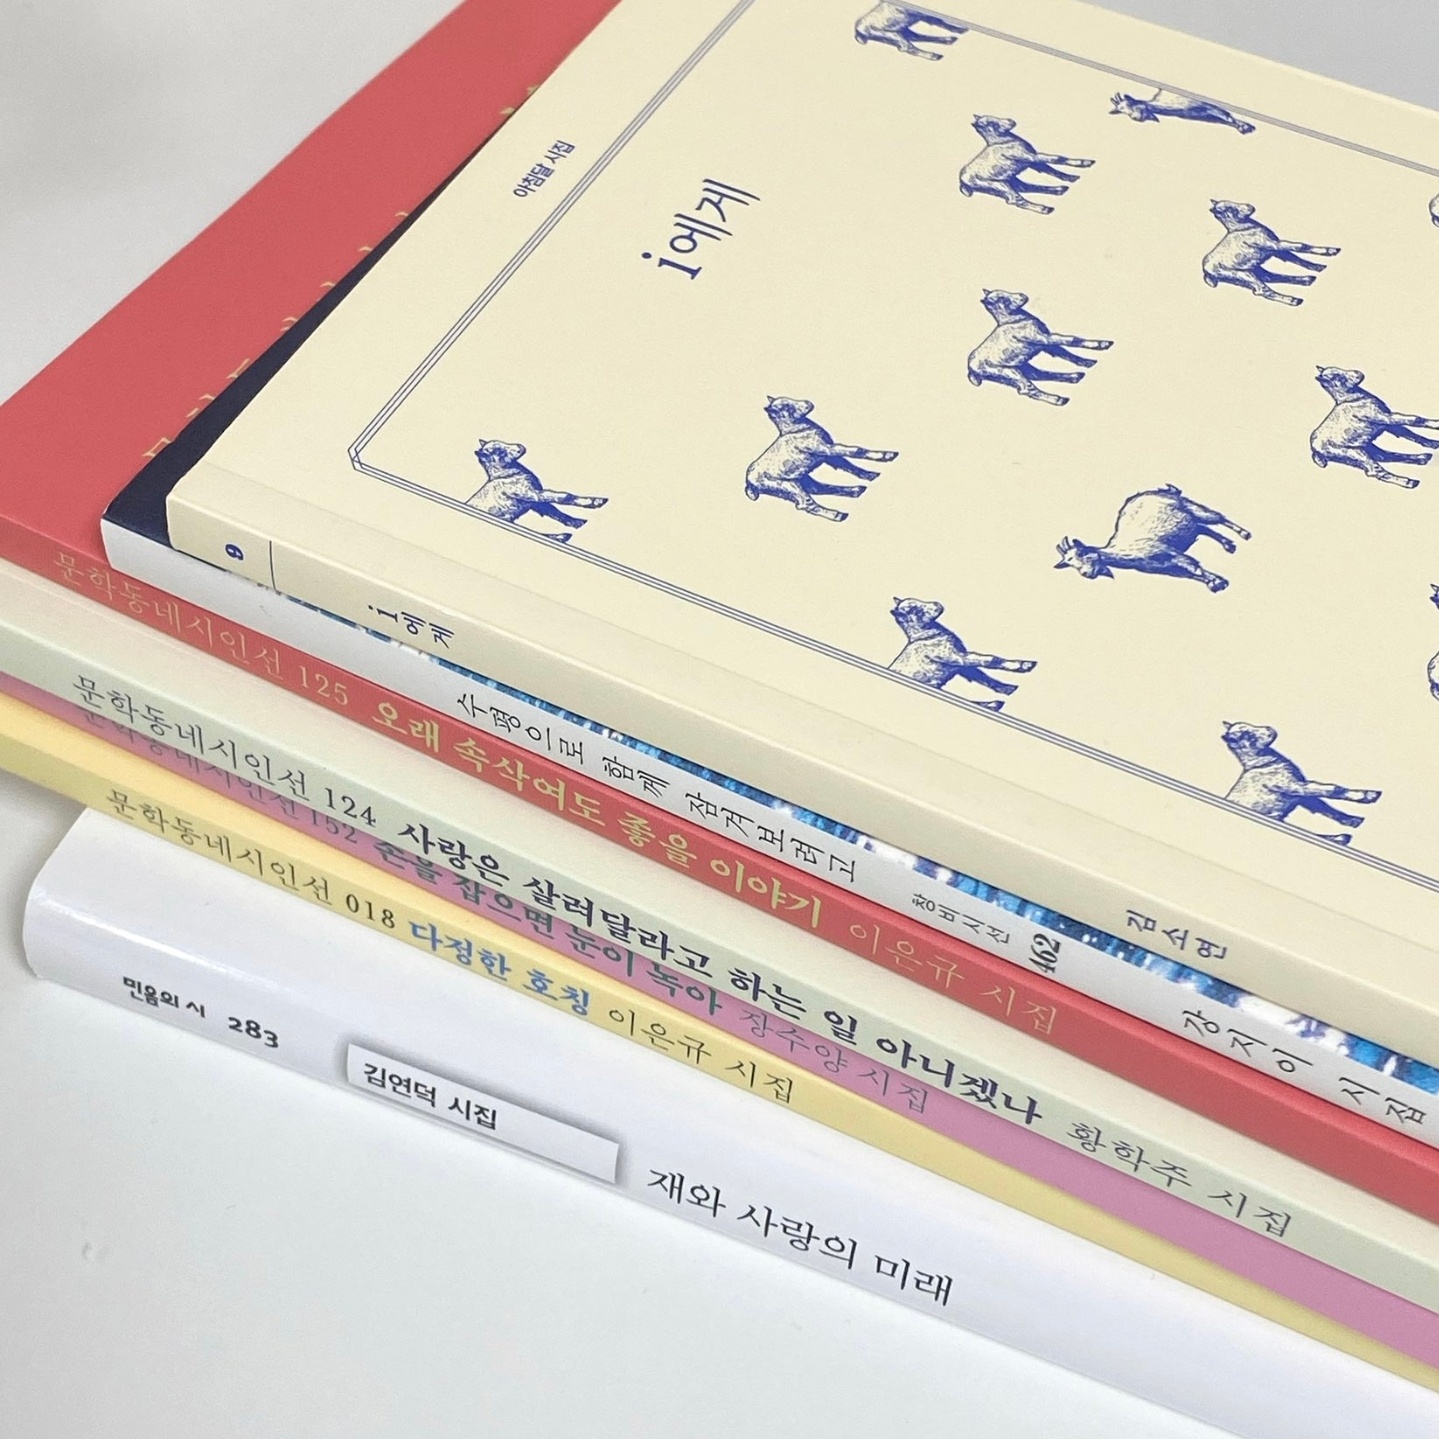 아침달 시집
i에게
9 i에게 김소연
수평으로 함께 잠겨보려고 창비시선 462 강지이 시집
문학동네시인선 125 오래 속삭여도 좋을 이야기 이은규 시집
문학동네시인선 124 사랑은 살려달라고 하는 일 아니겠나 황학주 시집
문학동네시인선 152 손을 잡으면 눈이 녹아 장수양 시집
문학동네시인선 018 다정한 호칭 이은규 시집
민음의 시 283 김연덕 시집 재와 사랑의 미래